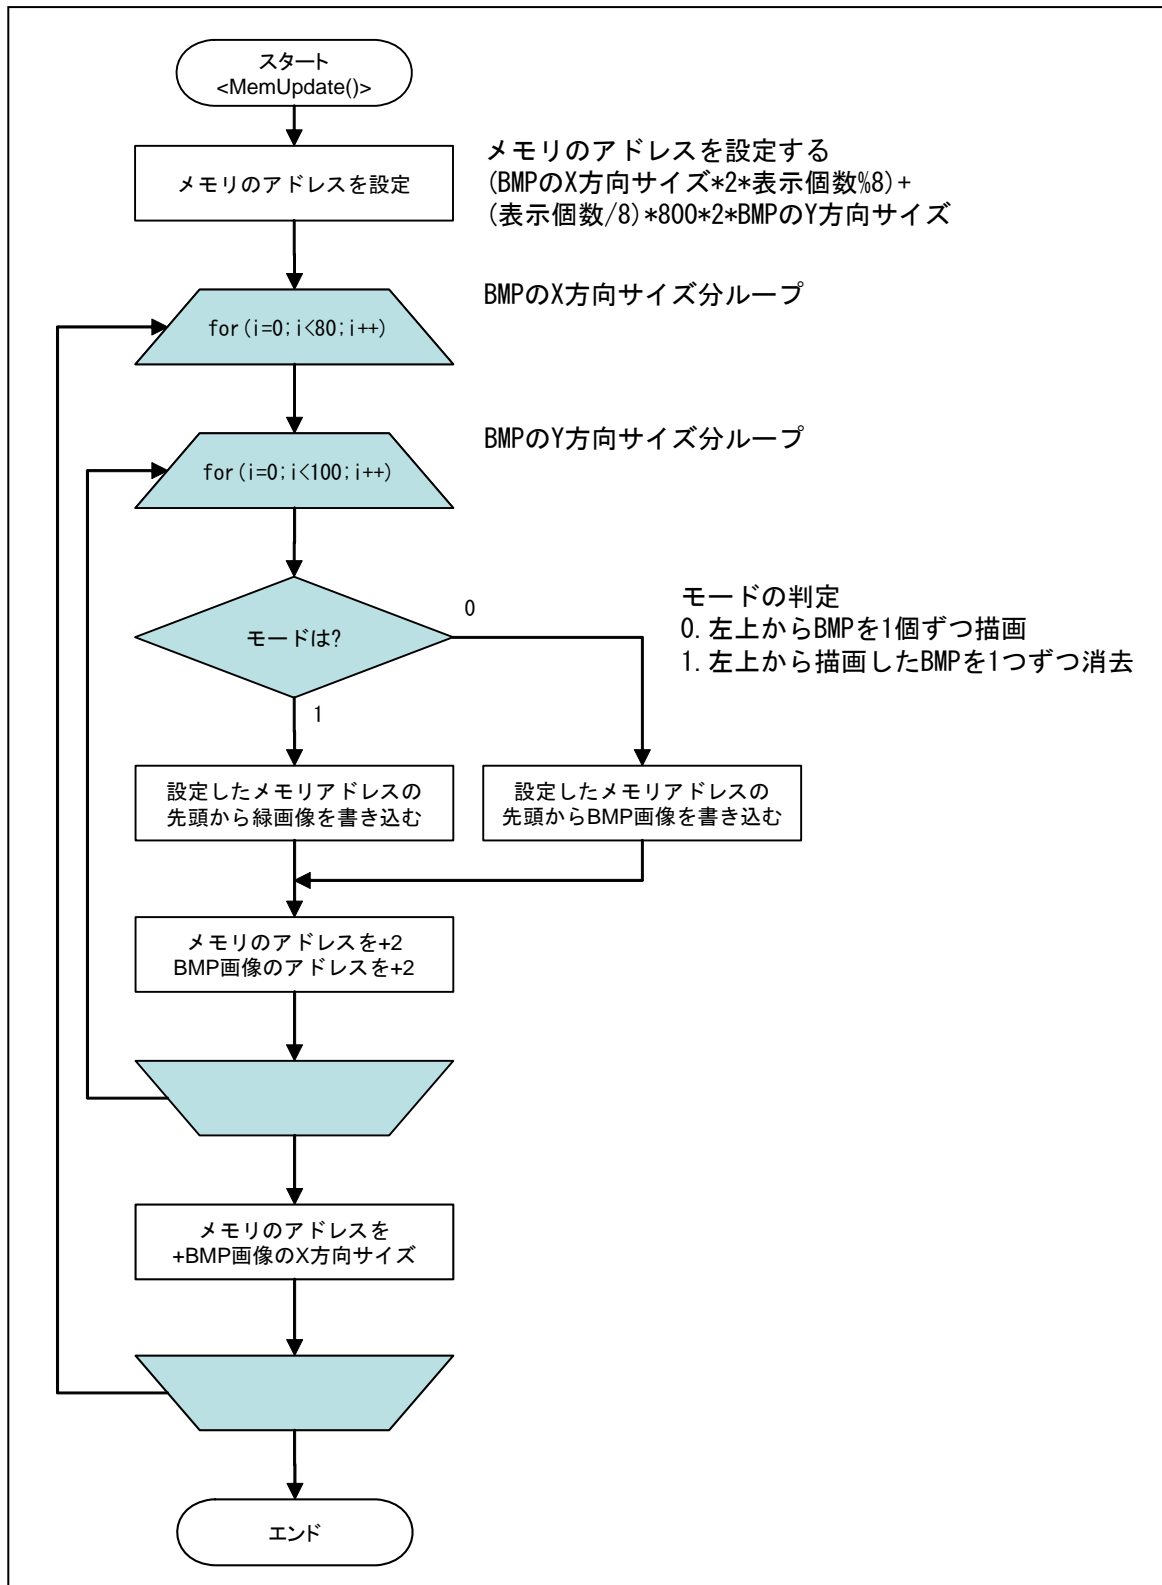 スタート
<MemUpdate()>
メモリのアドレスを設定
メモリのアドレスを設定する
(BMPのX方向サイズ*2*表示個数%8)+
(表示個数/8)*800*2*BMPのY方向サイズ
for(i=0;i<80;i++)
BMPのX方向サイズ分ループ
for(i=0;i<100;i++)
BMPのY方向サイズ分ループ
モードは?
0
1
モードの判定
0.左上からBMPを1個ずつ描画
1.左上から描画したBMPを1つずつ消去
設定したメモリアドレスの
先頭から緑画像を書き込む
設定したメモリアドレスの
先頭からBMP画像を書き込む
メモリのアドレスを+2
BMP画像のアドレスを+2
メモリのアドレスを
+BMP画像のX方向サイズ
エンド